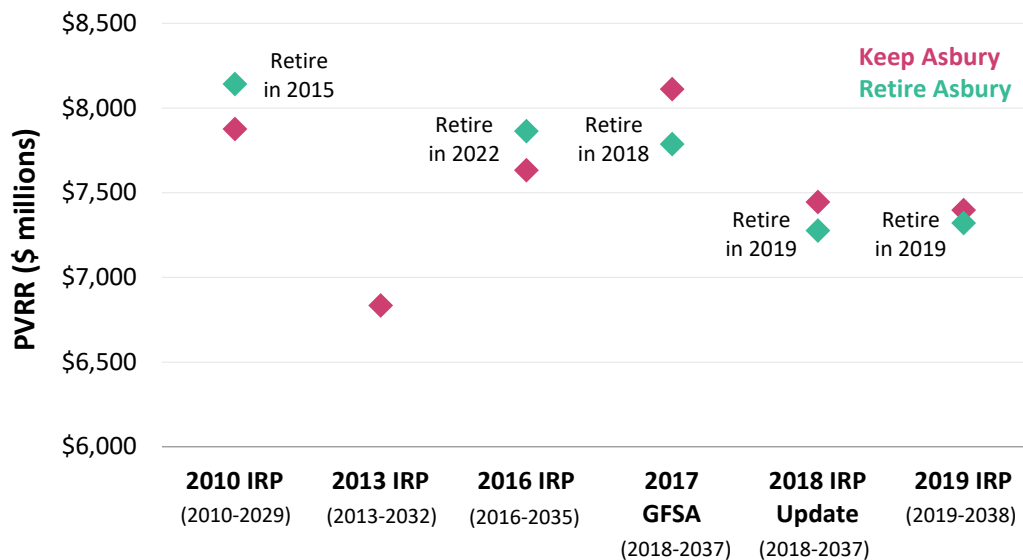 PVRR ($ millions)
$8,500
$8,000
$7,500
$7,000
$6,500
$6,000
Keep Asbury
Retire Asbury
Retire
in 2015
Retire
in 2022
Retire
in 2018
Retire
in 2019
Retire
in 2019
2010 IRP
(2010-2029)
2013 IRP
(2013-2032)
2016 IRP
(2016-2035)
2017
GFSA
(2018-2037)
2018 IRP
Update
(2018-2037)
2019 IRP
(2019-2038)